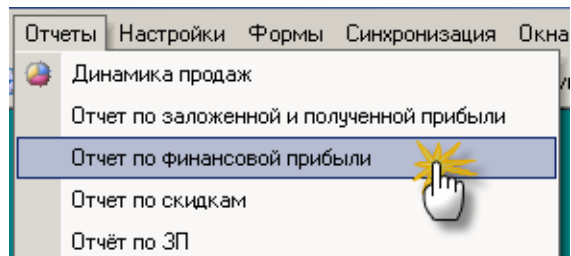 Отчеты Настройки Формы Синхронизация Окна
Динамика продаж
Отчет по заложенной и полученной прибыли
Отчет по финансовой прибыли
Отчет по скидкам
Отчёт по ЗП